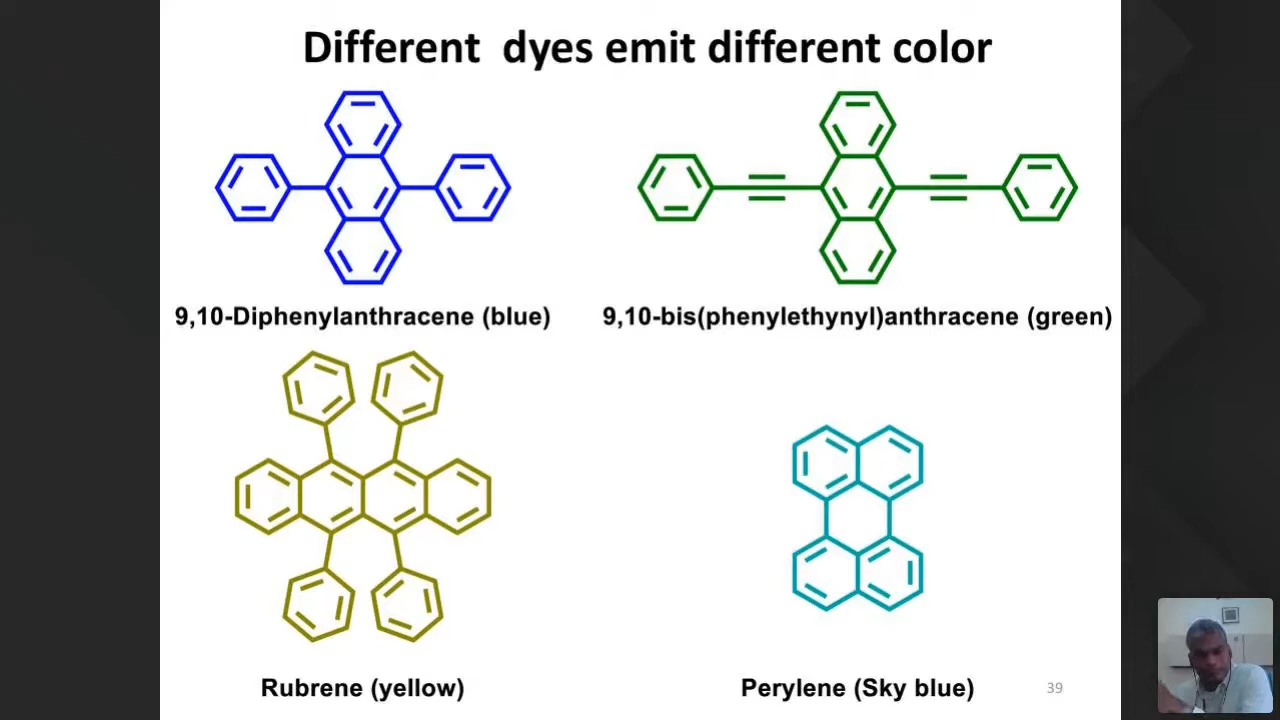 Different dyes emit different color
9,10-Diphenylanthracene (blue)
9,10-bis(phenylethynyl)anthracene (green)
Rubrene (yellow)
Perylene (Sky blue)
39